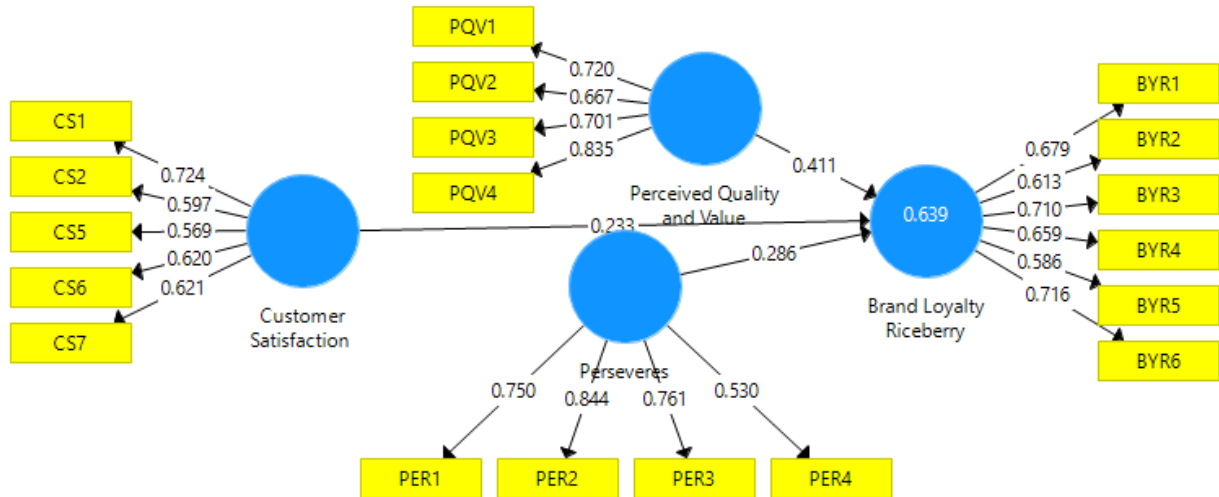 PQV1
PQV2
PQV3
PQV4
0.720
0.667
0.701
0.835
Perceived Quality
and Value
CS1
CS2
CS5
CS6
CS7
0.724
0.597
0.569
0.620
0.621
Customer
Satisfaction
0.411
0.233
0.286
0.639
Brand Loyalty
Riceberry
0.679
0.613
0.710
0.659
0.586
0.716
BYR1
BYR2
BYR3
BYR4
BYR5
BYR6
Perseveres
0.750
0.844
0.761
0.530
PER1
PER2
PER3
PER4